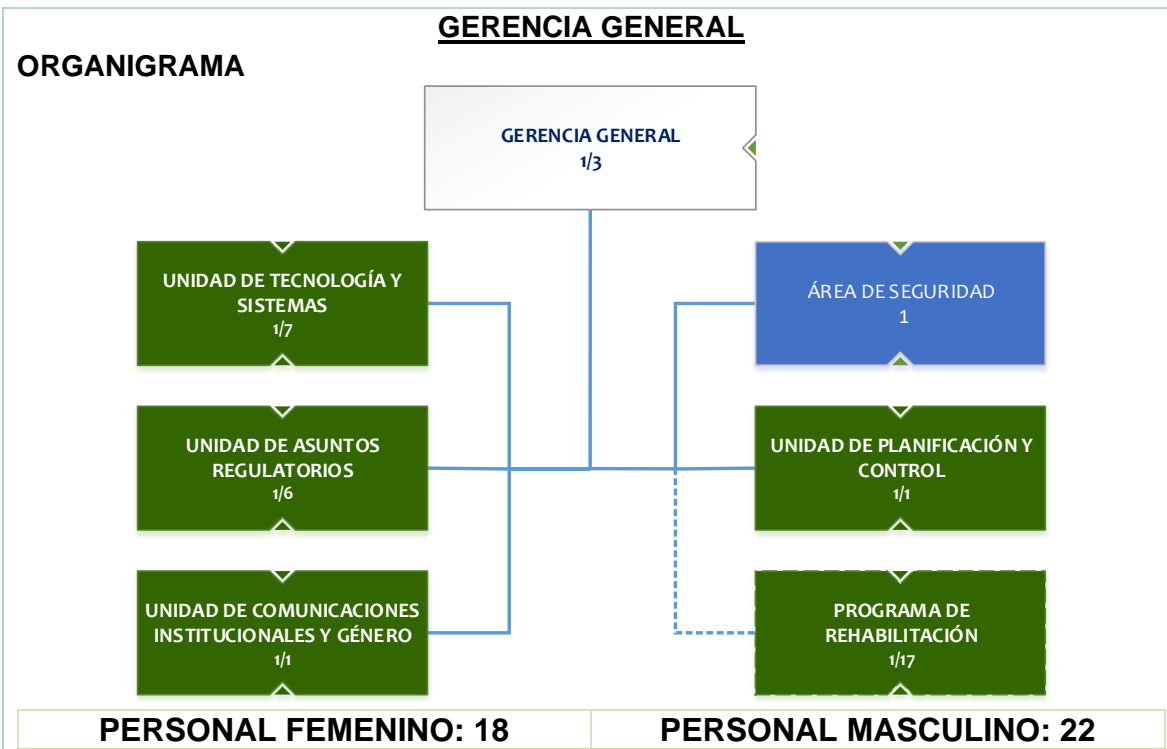 GERENCIA GENERAL
ORGANIGRAMA
GERENCIA GENERAL
1/3
UNIDAD DE TECNOLOGÍA Y
SISTEMAS
1/7
ÁREA DE SEGURIDAD
1
UNIDAD DE ASUNTOS
REGULATORIOS
1/6
UNIDAD DE PLANIFICACIÓN Y
CONTROL
1/1
UNIDAD DE COMUNICACIONES
INSTITUCIONALES Y GÉNERO
1/1
PROGRAMA DE
REHABILITACIÓN
1/17
PERSONAL FEMENINO: 18
PERSONAL MASCULINO: 22